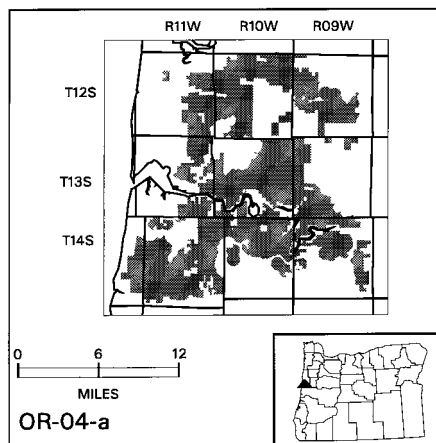 R11W R10W R09W
T12S
T13S
T14S
0 6 12
MILES
OR-04-a